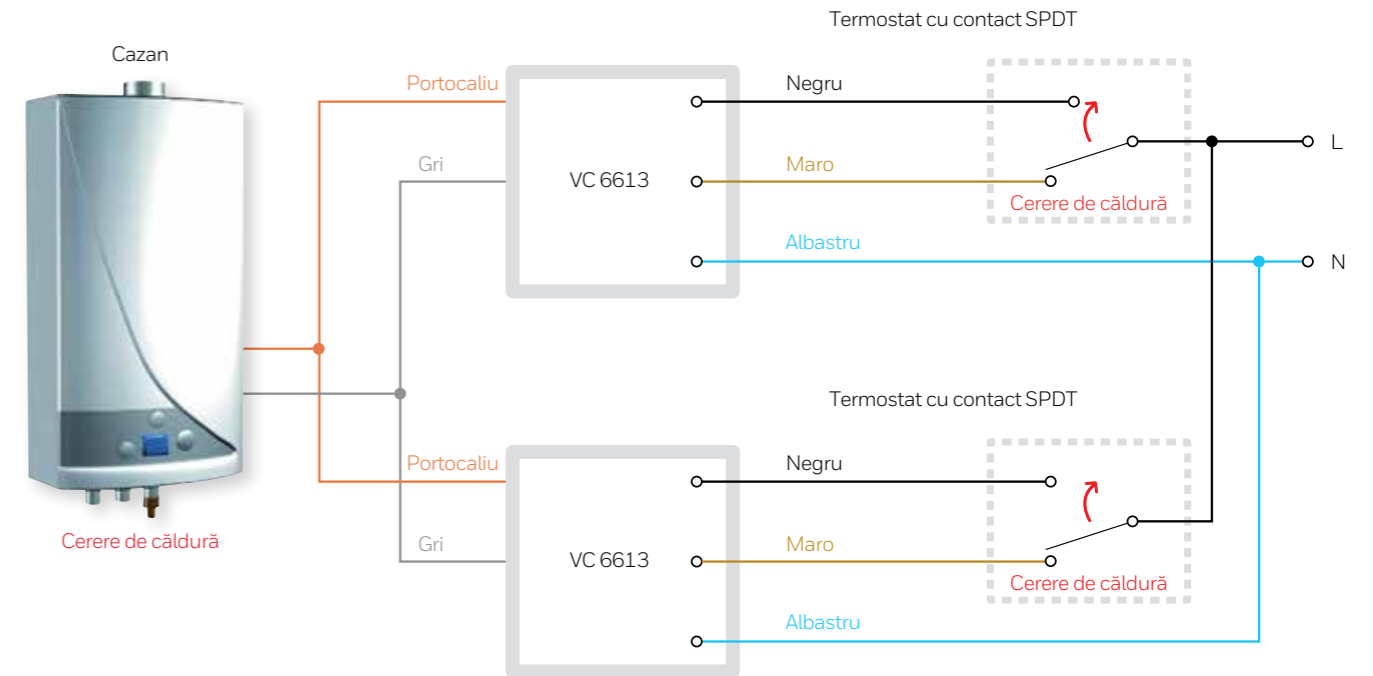 Termostat cu contact SPDT
Cazan
Portocaliu
Negru
L
Gri
VC 6613
Maro
Cerere de căldură
Albastru
N
Termostat cu contact SPDT
Portocaliu
Negru
Cerere de căldură
Gri
VC 6613
Maro
Cerere de căldură
Albastru